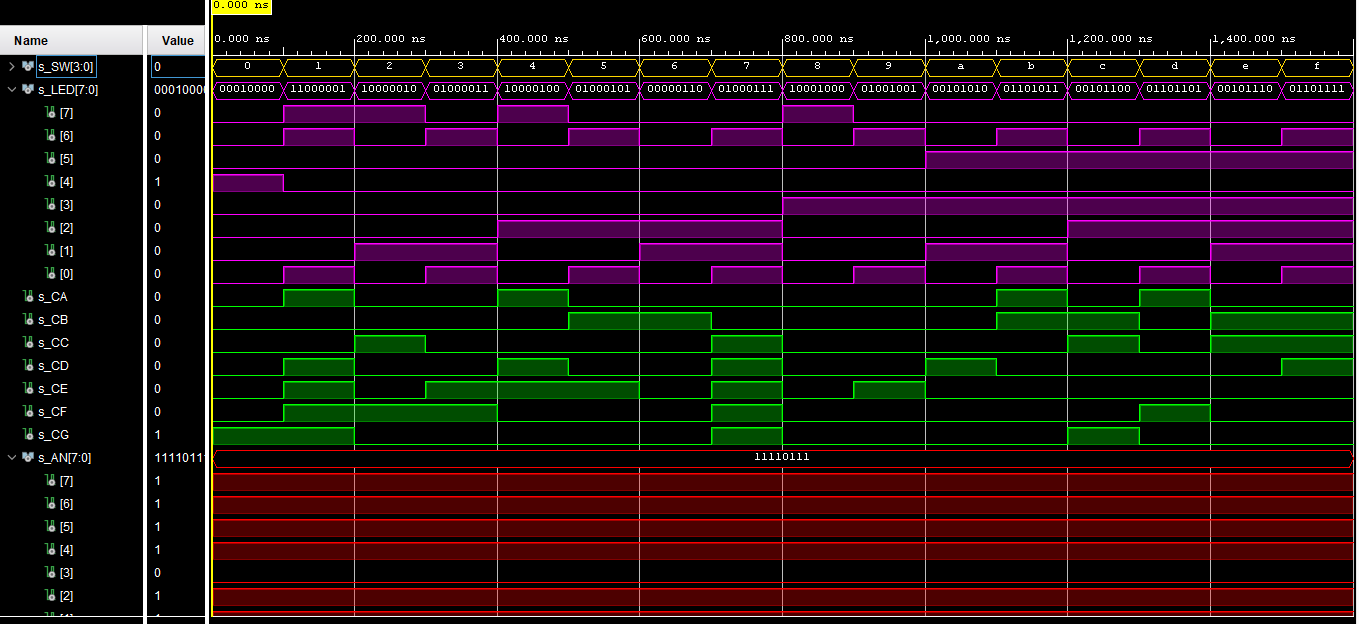 0.000 ns
Name Value 0.000 ns 200.000 ns 400.000 ns 600.000 ns 800.000 ns 1,000.000 ns 1,200.000 ns 1,400.000 ns
s_SW[3:0] 0 0 1 2 3 4 5 6 7 8 9 a b c d e f
s_LED[7:0] 00010000 00010000 11000001 10000010 01000011 10000100 01000101 00000110 01000111 10001000 01001001 00101010 01101011 00101100 01101101 00101110 01101111
[7] 0
[6] 0
[5] 0
[4] 1
[3] 0
[2] 0
[1] 0
[0] 0
s_CA 0
s_CB 0
s_CC 0
s_CD 0
s_CE 0
s_CF 0
s_CG 1
s_AN[7:0] 11110111 11110111
[7] 1
[6] 1
[5] 1
[4] 1
[3] 0
[2] 1